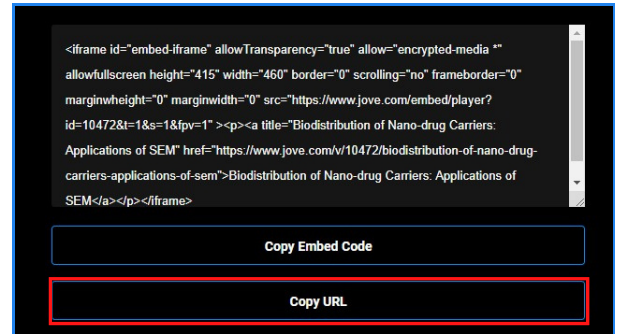 <iframe id="embed-iframe" allowTransparency="true" allow="encrypted-media *"
allowfullscreen height="415" width="460" border="0" scrolling="no" frameborder="0"
marginwheight="0" marginwidth="0" src="https://www.jove.com/embed/player?
id=10472&t=1&s=1&fpv=1" ><p><a title="Biodistribution of Nano-drug Carriers:
Applications of SEM" href="https://www.jove.com/v/10472/biodistribution-of-nano-drug-
carriers-applications-of-sem">Biodistribution of Nano-drug Carriers: Applications of
SEM</a></p></iframe>
Copy Embed Code
Copy URL